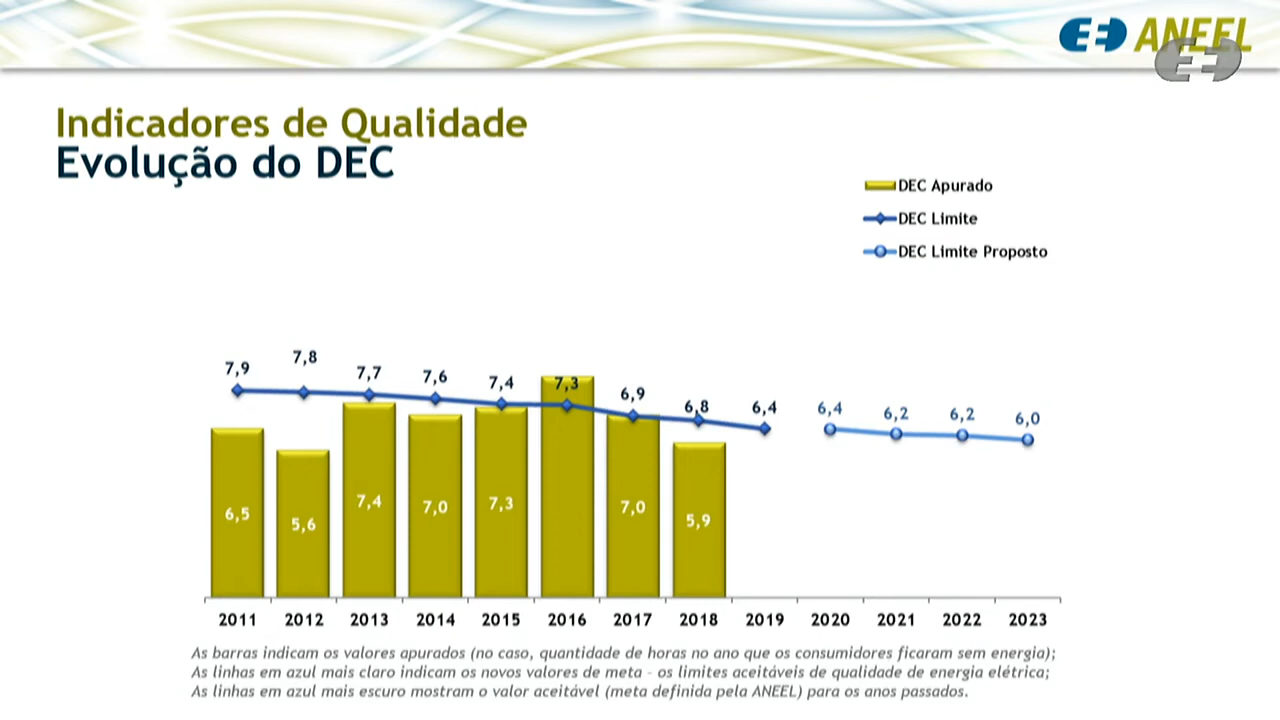 ANEEL
Indicadores de Qualidade
Evolução do DEC
DEC Apurado
DEC Limite
DEC Limite Proposto
7,9 7,8 7,7 7,6 7,4 7,3 6,9 6,8 6,4 6,4 6,2 6,2 6,0
6,5 5,6 7,4 7,0 7,3 7,0 5,9
2011 2012 2013 2014 2015 2016 2017 2018 2019 2020 2021 2022 2023
As barras indicam os valores apurados (no caso, quantidade de horas no ano que os consumidores ficaram sem energia);
As linhas em azul mais claro indicam os novos valores de meta - os limites aceitáveis de qualidade de energia elétrica;
As linhas em azul mais escuro mostram o valor aceitável (meta definida pela ANEEL) para os anos passados.